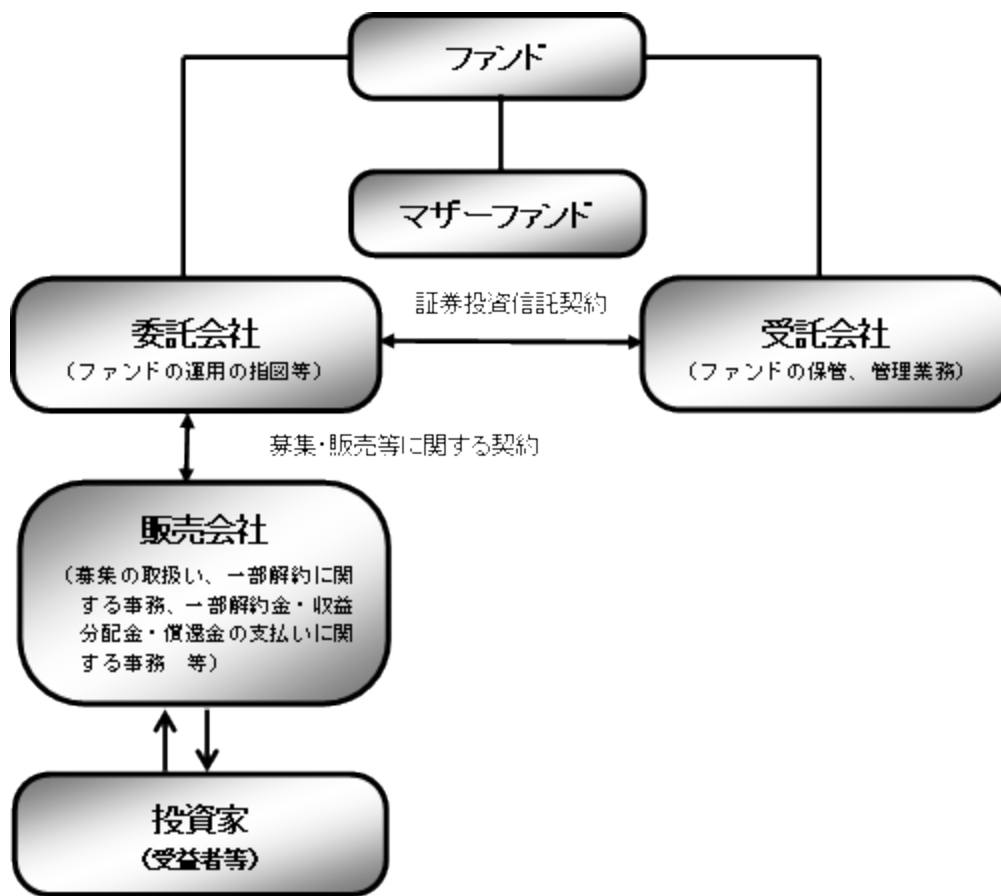 ファンド
マザーファンド
証券投資信託契約
委託会社
（ファンドの運用の指図等）
受託会社
（ファンドの保管、管理業務）
募集・販売等に関する契約
販売会社
（募集の取扱い、一部解約に関
する事務、一部解約金・収益
分配金・償還金の支払いに関
する事務　等）
投資家
（受益者等）